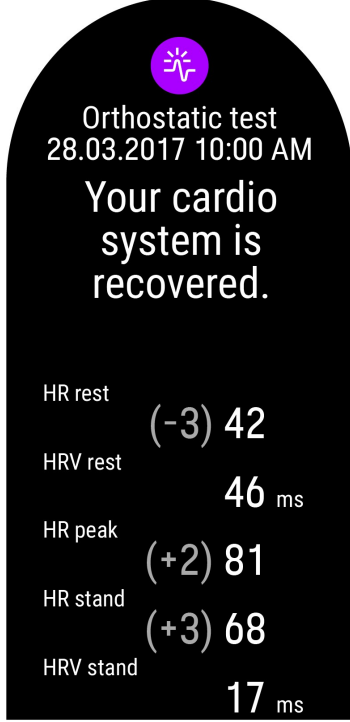 Orthostatic test
28.03.2017 10:00 AM
Your cardio
system is
recovered.
HR rest
(-3) 42
HRV rest
46 ms
HR peak
(+2) 81
HR stand
(+3) 68
HRV stand
17 ms